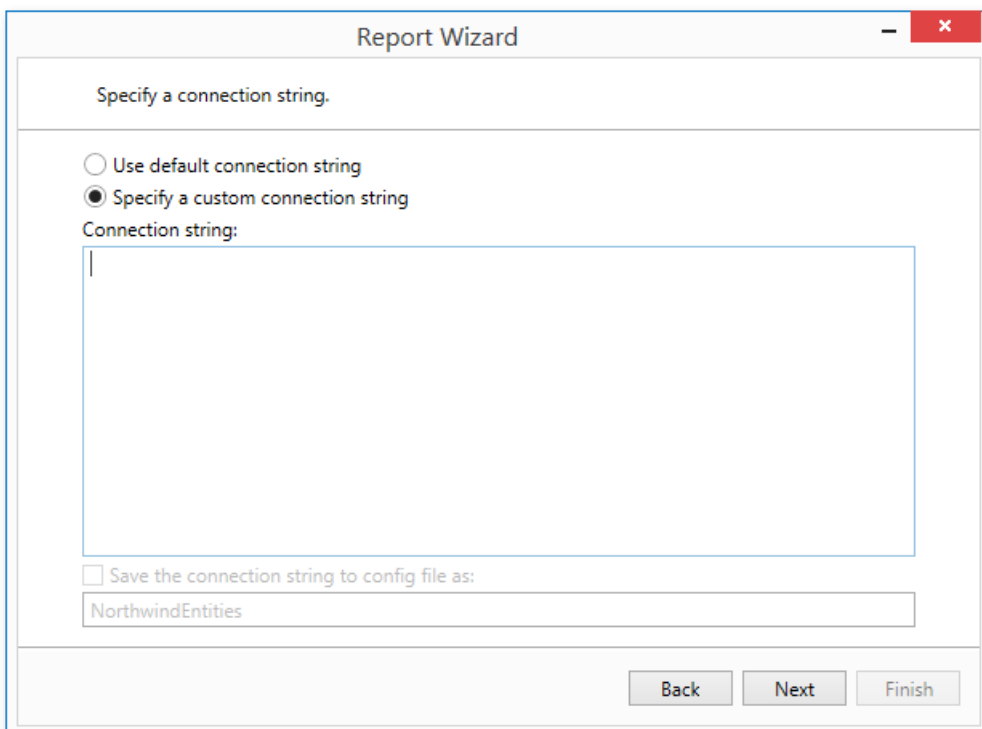 Report Wizard
Specify a connection string.
Use default connection string
Specify a custom connection string
Connection string:
Save the connection string to config file as:
NorthwindEntities
Back Next Finish